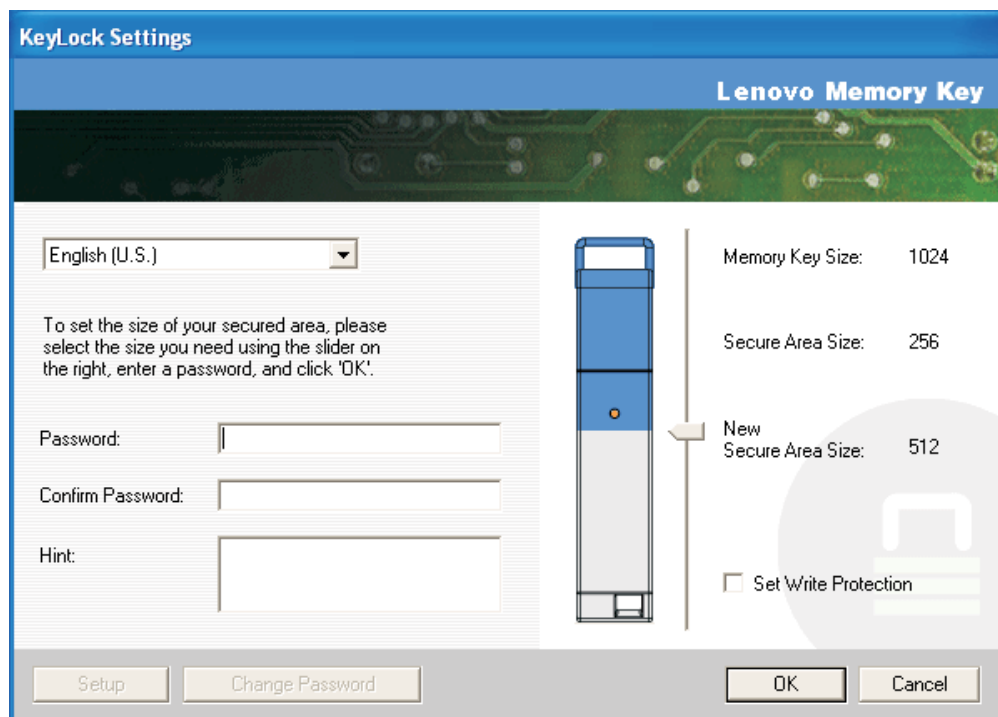 KeyLock Settings
Lenovo Memory Key
English (U.S.)
To set the size of your secured area, please
select the size you need using the slider on
the right, enter a password, and click 'OK'.
Password:
Confirm Password:
Hint:
Memory Key Size: 1024
Secure Area Size: 256
New
Secure Area Size: 512
Set Write Protection
Setup
Change Password
OK
Cancel